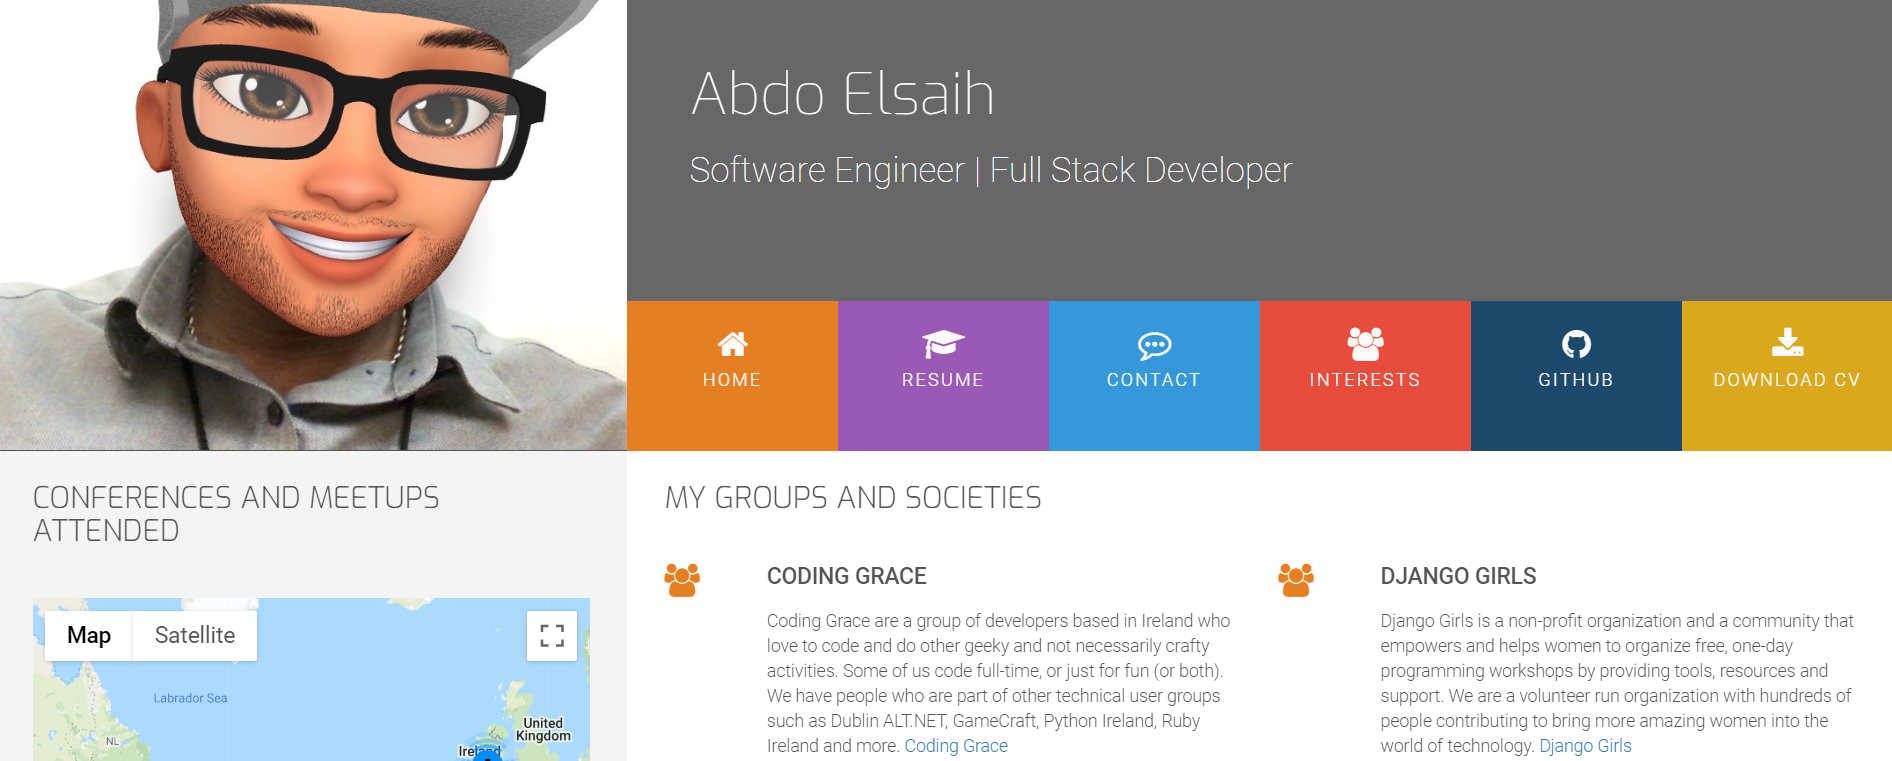 Abdo Elsaih
Software Engineer | Full Stack Developer
HOME
RESUME
CONTACT
INTERESTS
GITHUB
DOWNLOAD CV
CONFERENCES AND MEETUPS
ATTENDED
Map
Satellite
Labrador Sea
NL
United
Kingdom
Ireland
MY GROUPS AND SOCIETIES
CODING GRACE
Coding Grace are a group of developers based in Ireland who
love to code and do other geeky and not necessarily crafty
activities. Some of us code full-time, or just for fun (or both).
We have people who are part of other technical user groups
such as Dublin ALT.NET, GameCraft, Python Ireland, Ruby
Ireland and more. Coding Grace
DJANGO GIRLS
Django Girls is a non-profit organization and a community that
empowers and helps women to organize free, one-day
programming workshops by providing tools, resources and
support. We are a volunteer run organization with hundreds of
people contributing to bring more amazing women into the
world of technology. Django Girls